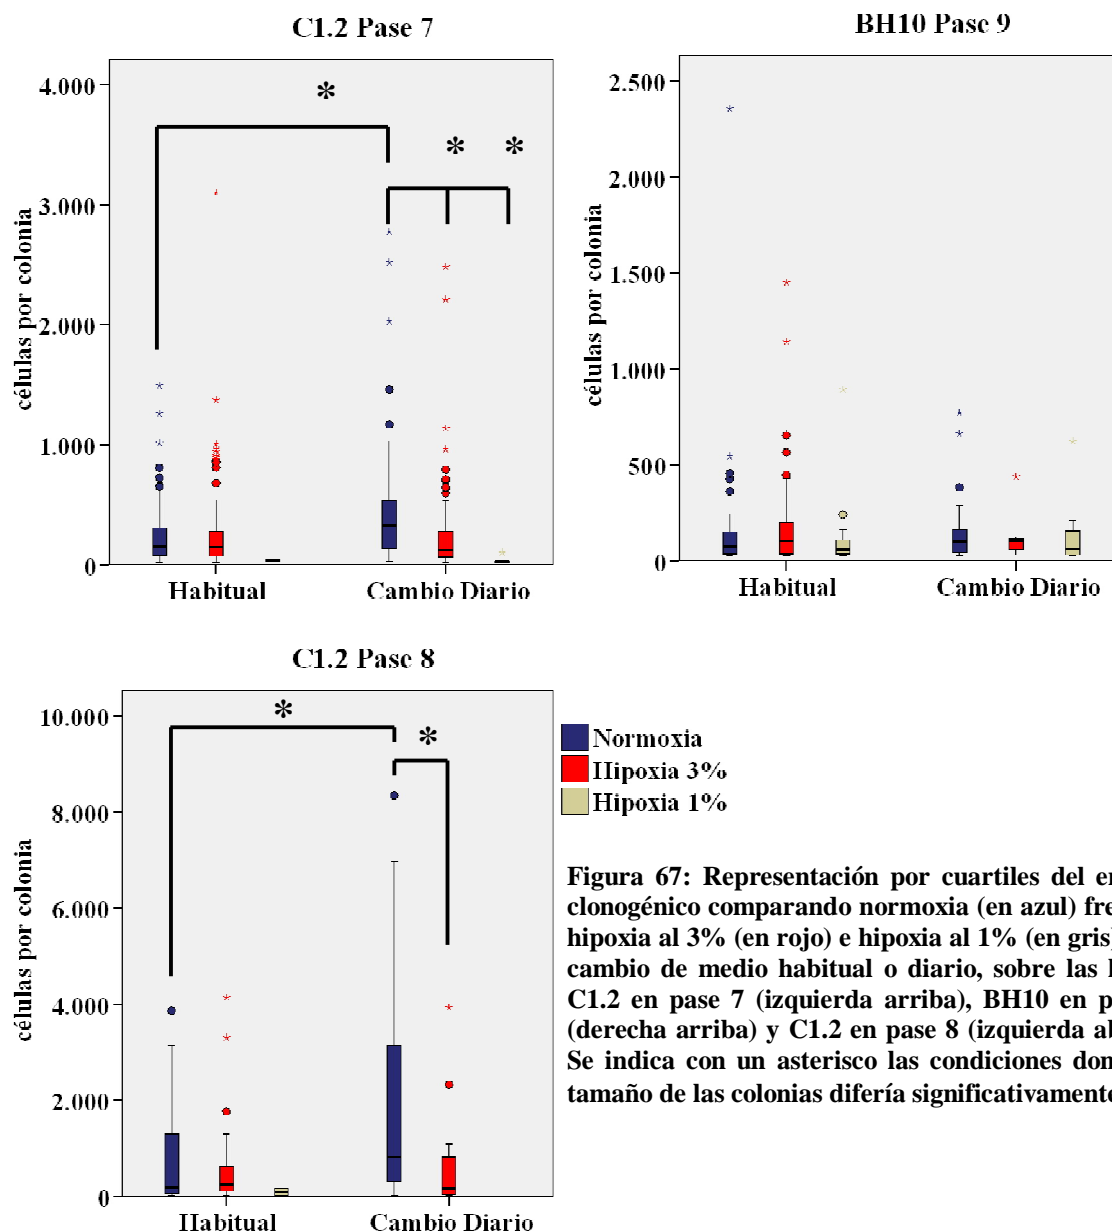 C1.2 Pase 7
células por colonia
4.000
3.000
2.000
1.000
0
*
* *
Habitual
Cambio Diario
BH10 Pase 9
células por colonia
2.500
2.000
1.500
1.000
500
0
Habitual
Cambio Diario
C1.2 Pase 8
células por colonia
10.000
8.000
6.000
4.000
2.000
0
*
*
Habitual
Cambio Diario
Normoxia
Hipoxia 3%
Hipoxia 1%
Figura 67: Representación por cuartiles del
clonogénico comparando normoxia (en azul)
hipoxia al 3% (en rojo) e hipoxia al 1% (en gris)
cambio de medio habitual o diario, sobre las
C1.2 en pase 7 (izquierda arriba), BH10 en
(derecha arriba) y C1.2 en pase 8 (izquierda
Se indica con un asterisco las condiciones
tamaño de las colonias difería significativamente